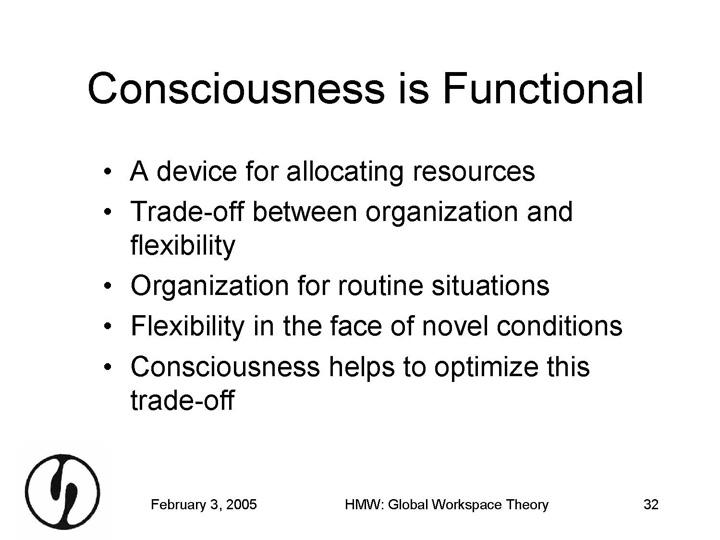 Consciousness is Functional
• A device for allocating resources
• Trade-off between organization and
flexibility
• Organization for routine situations
• Flexibility in the face of novel conditions
• Consciousness helps to optimize this
trade-off
February 3, 2005 HMW: Global Workspace Theory 32